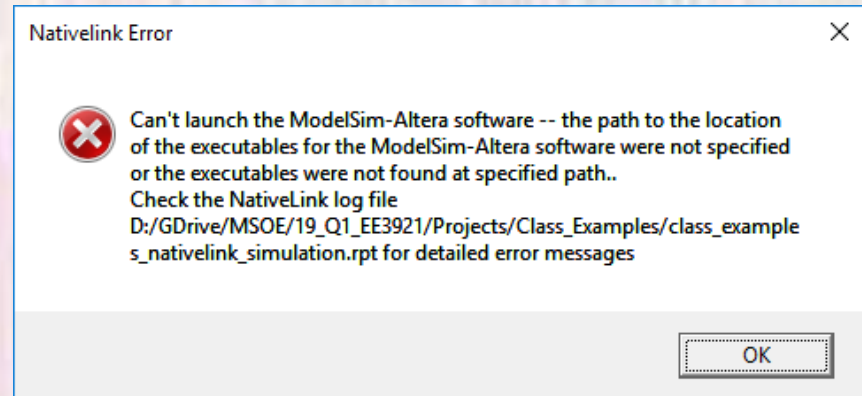 Nativelink Error
Can't launch the ModelSim-Altera software -- the path to the location
of the executables for the ModelSim-Altera software were not specified
or the executables were not found at specified path..
Check the NativeLink log file
D:/GDrive/MSOE/19_Q1_EE3921/Projects/Class_Examples/class_example
s_nativelink_simulation.rpt for detailed error messages
OK